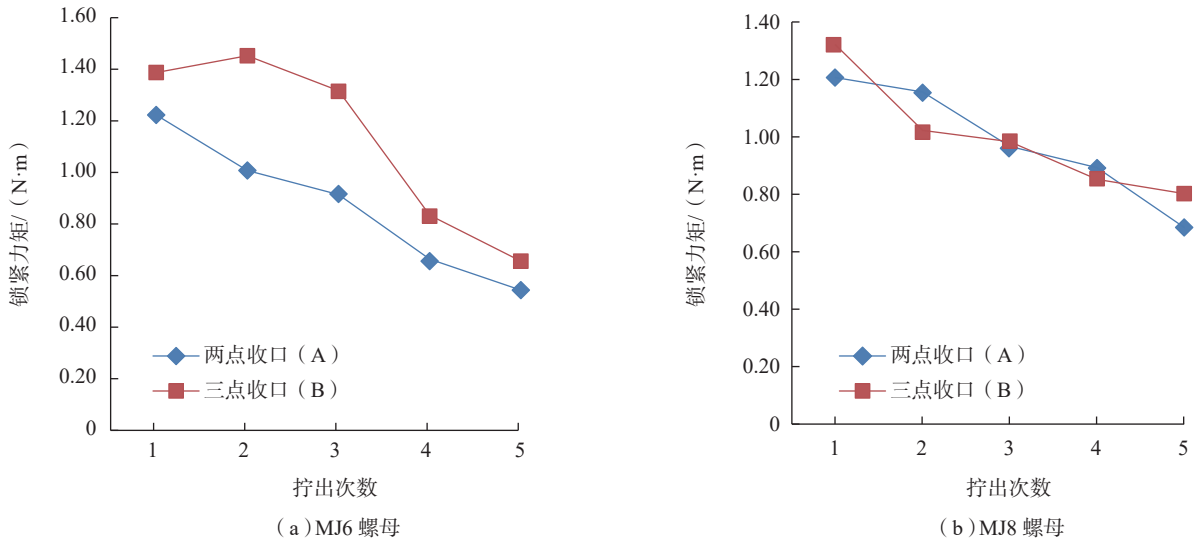 1.60
1.40
1.20
1.00
0.80
0.60
0.40
0.20
0
锁紧力矩/（N·m）
两点收口（A）
三点收口（B）
1 2 3 4 5
拧出次数
（a）MJ6 螺母
1.40
1.20
1.00
0.80
0.60
0.40
0.20
0
锁紧力矩/（N·m）
两点收口（A）
三点收口（B）
1 2 3 4 5
拧出次数
（b）MJ8 螺母